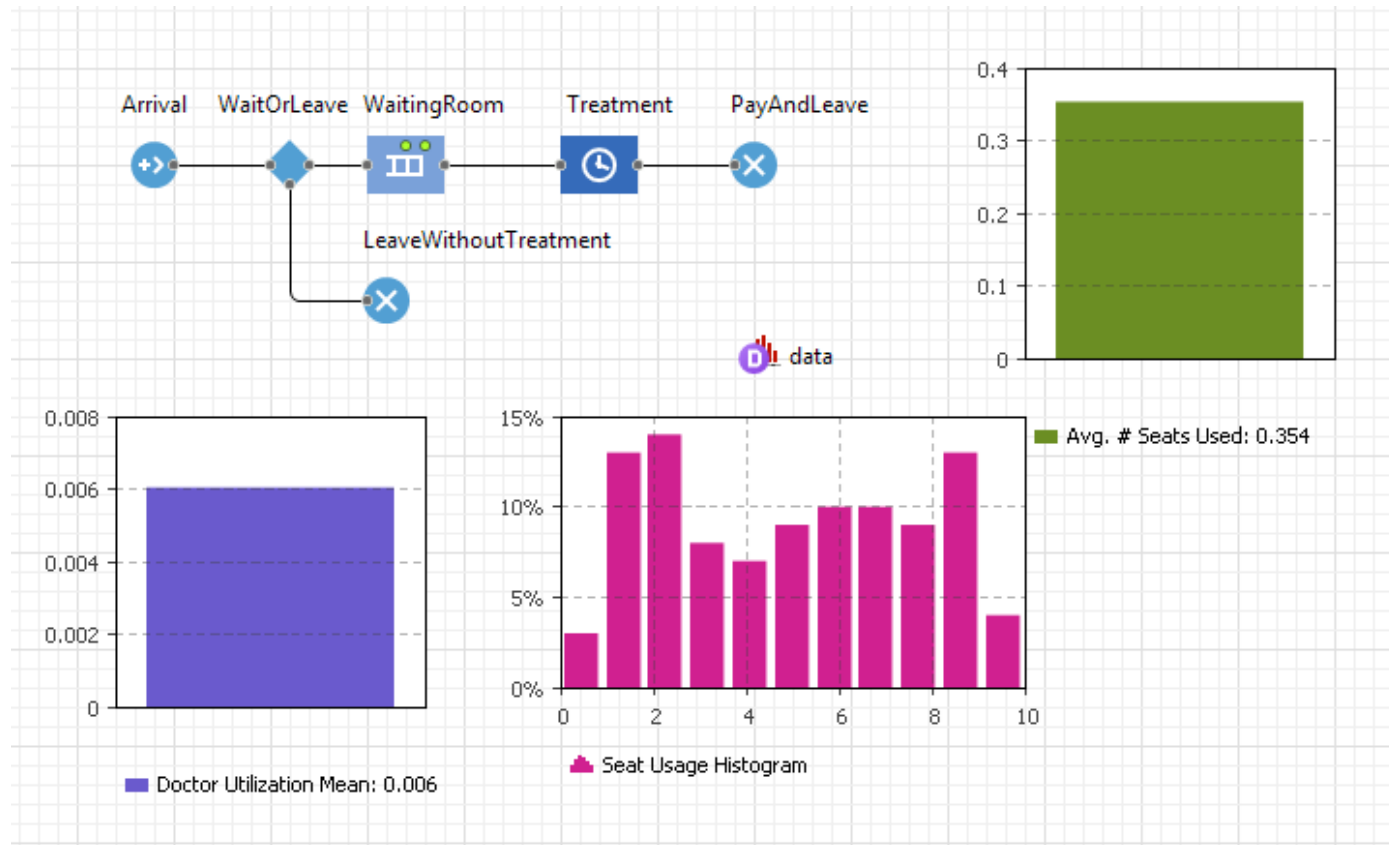 Arrival
WaitOrLeave
WaitingRoom
Treatment
PayAndLeave
LeaveWithoutTreatment
D
data
0.4
0.3
0.2
0.1
0
Avg. # Seats Used: 0.354
0.008
0.006
0.004
0.002
0
Doctor Utilization Mean: 0.006
15%
10%
5%
0%
0 2 4 6 8 10
Seat Usage Histogram